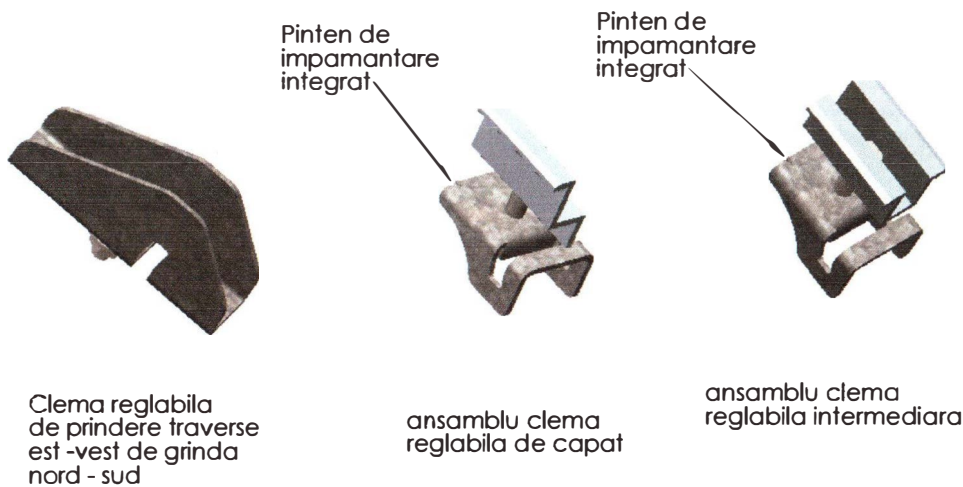 Pinten de
impamantare
integrat
Pinten de
impamantare
integrat
Clema reglabila
de prindere traverse
est -vest de grinda
nord - sud
ansamblu clema
reglabila de capat
ansamblu clema
reglabila intermediara